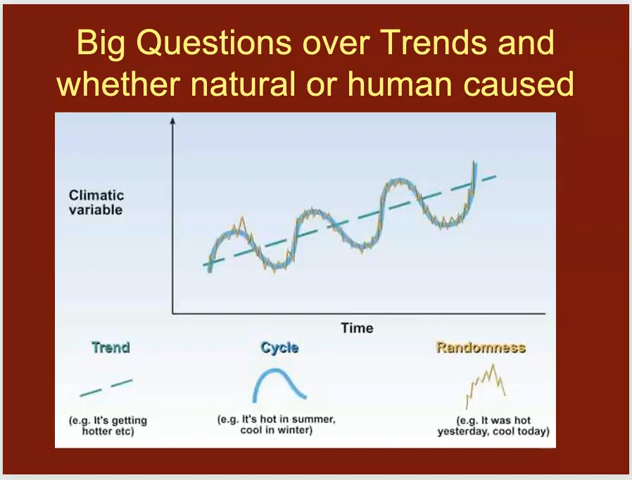 Big Questions over Trends and
whether natural or human caused
Climatic
variable
Time
Trend
Cycle
Randomness
(e.g. It's getting
hotter etc)
(e.g. It's hot in summer,
cool in winter)
(e.g. It was hot
yesterday, cool today)